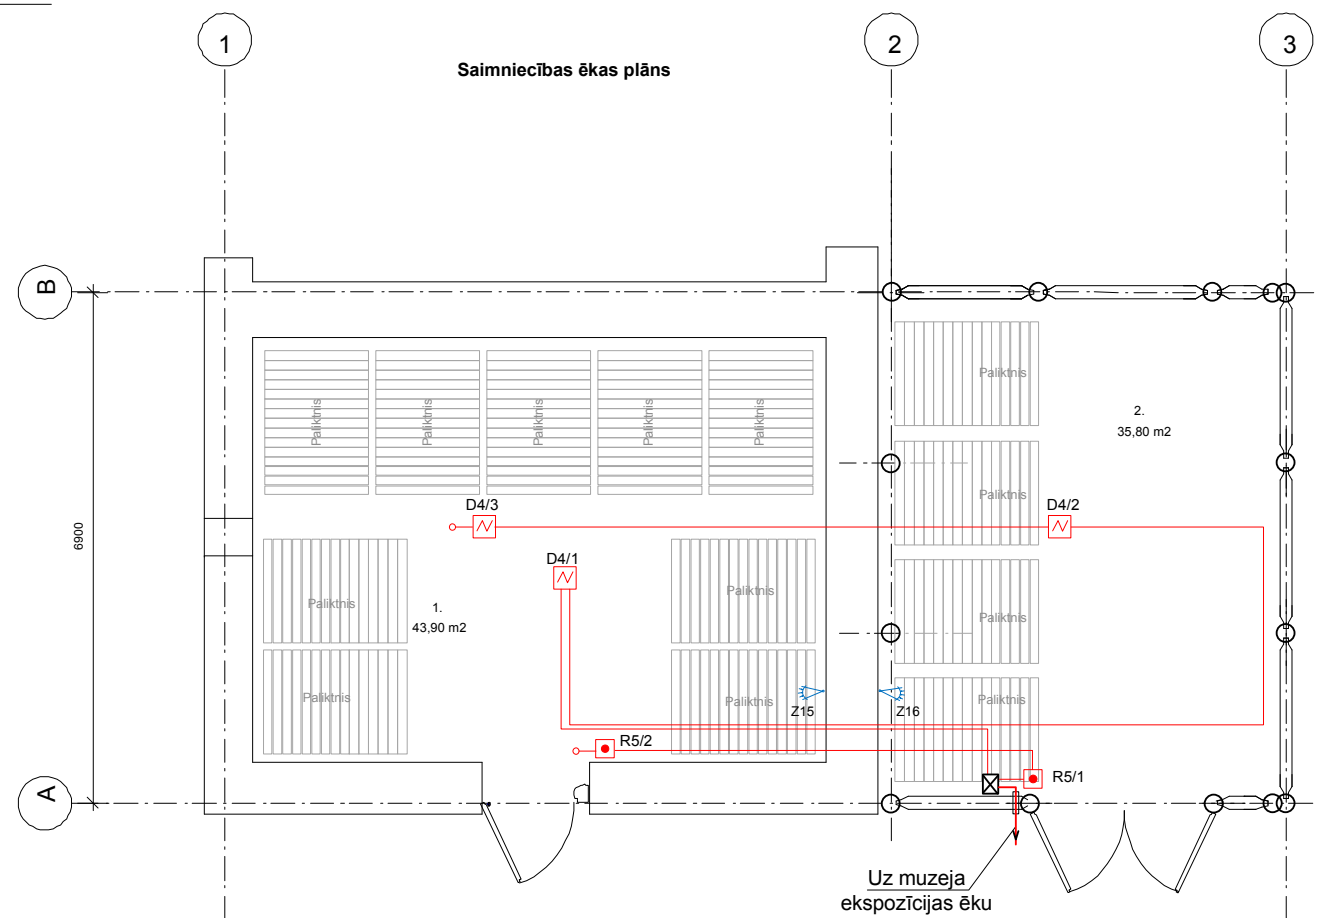 1
2
3
Saimniecības ēkas plāns
B
Paliktnis
2.
35,80 m2
Paliktnis
Paliktnis
Paliktnis
Paliktnis
Paliktnis
Paliktnis
D4/3
D4/2
6900
D4/1
Paliktnis
Paliktnis
Paliktnis
1.
43,90 m2
Paliktnis
Paliktnis
Paliktnis
Z15
Z16
R5/2
R5/1
A
Uz muzeja
ekspozīcijas ēku